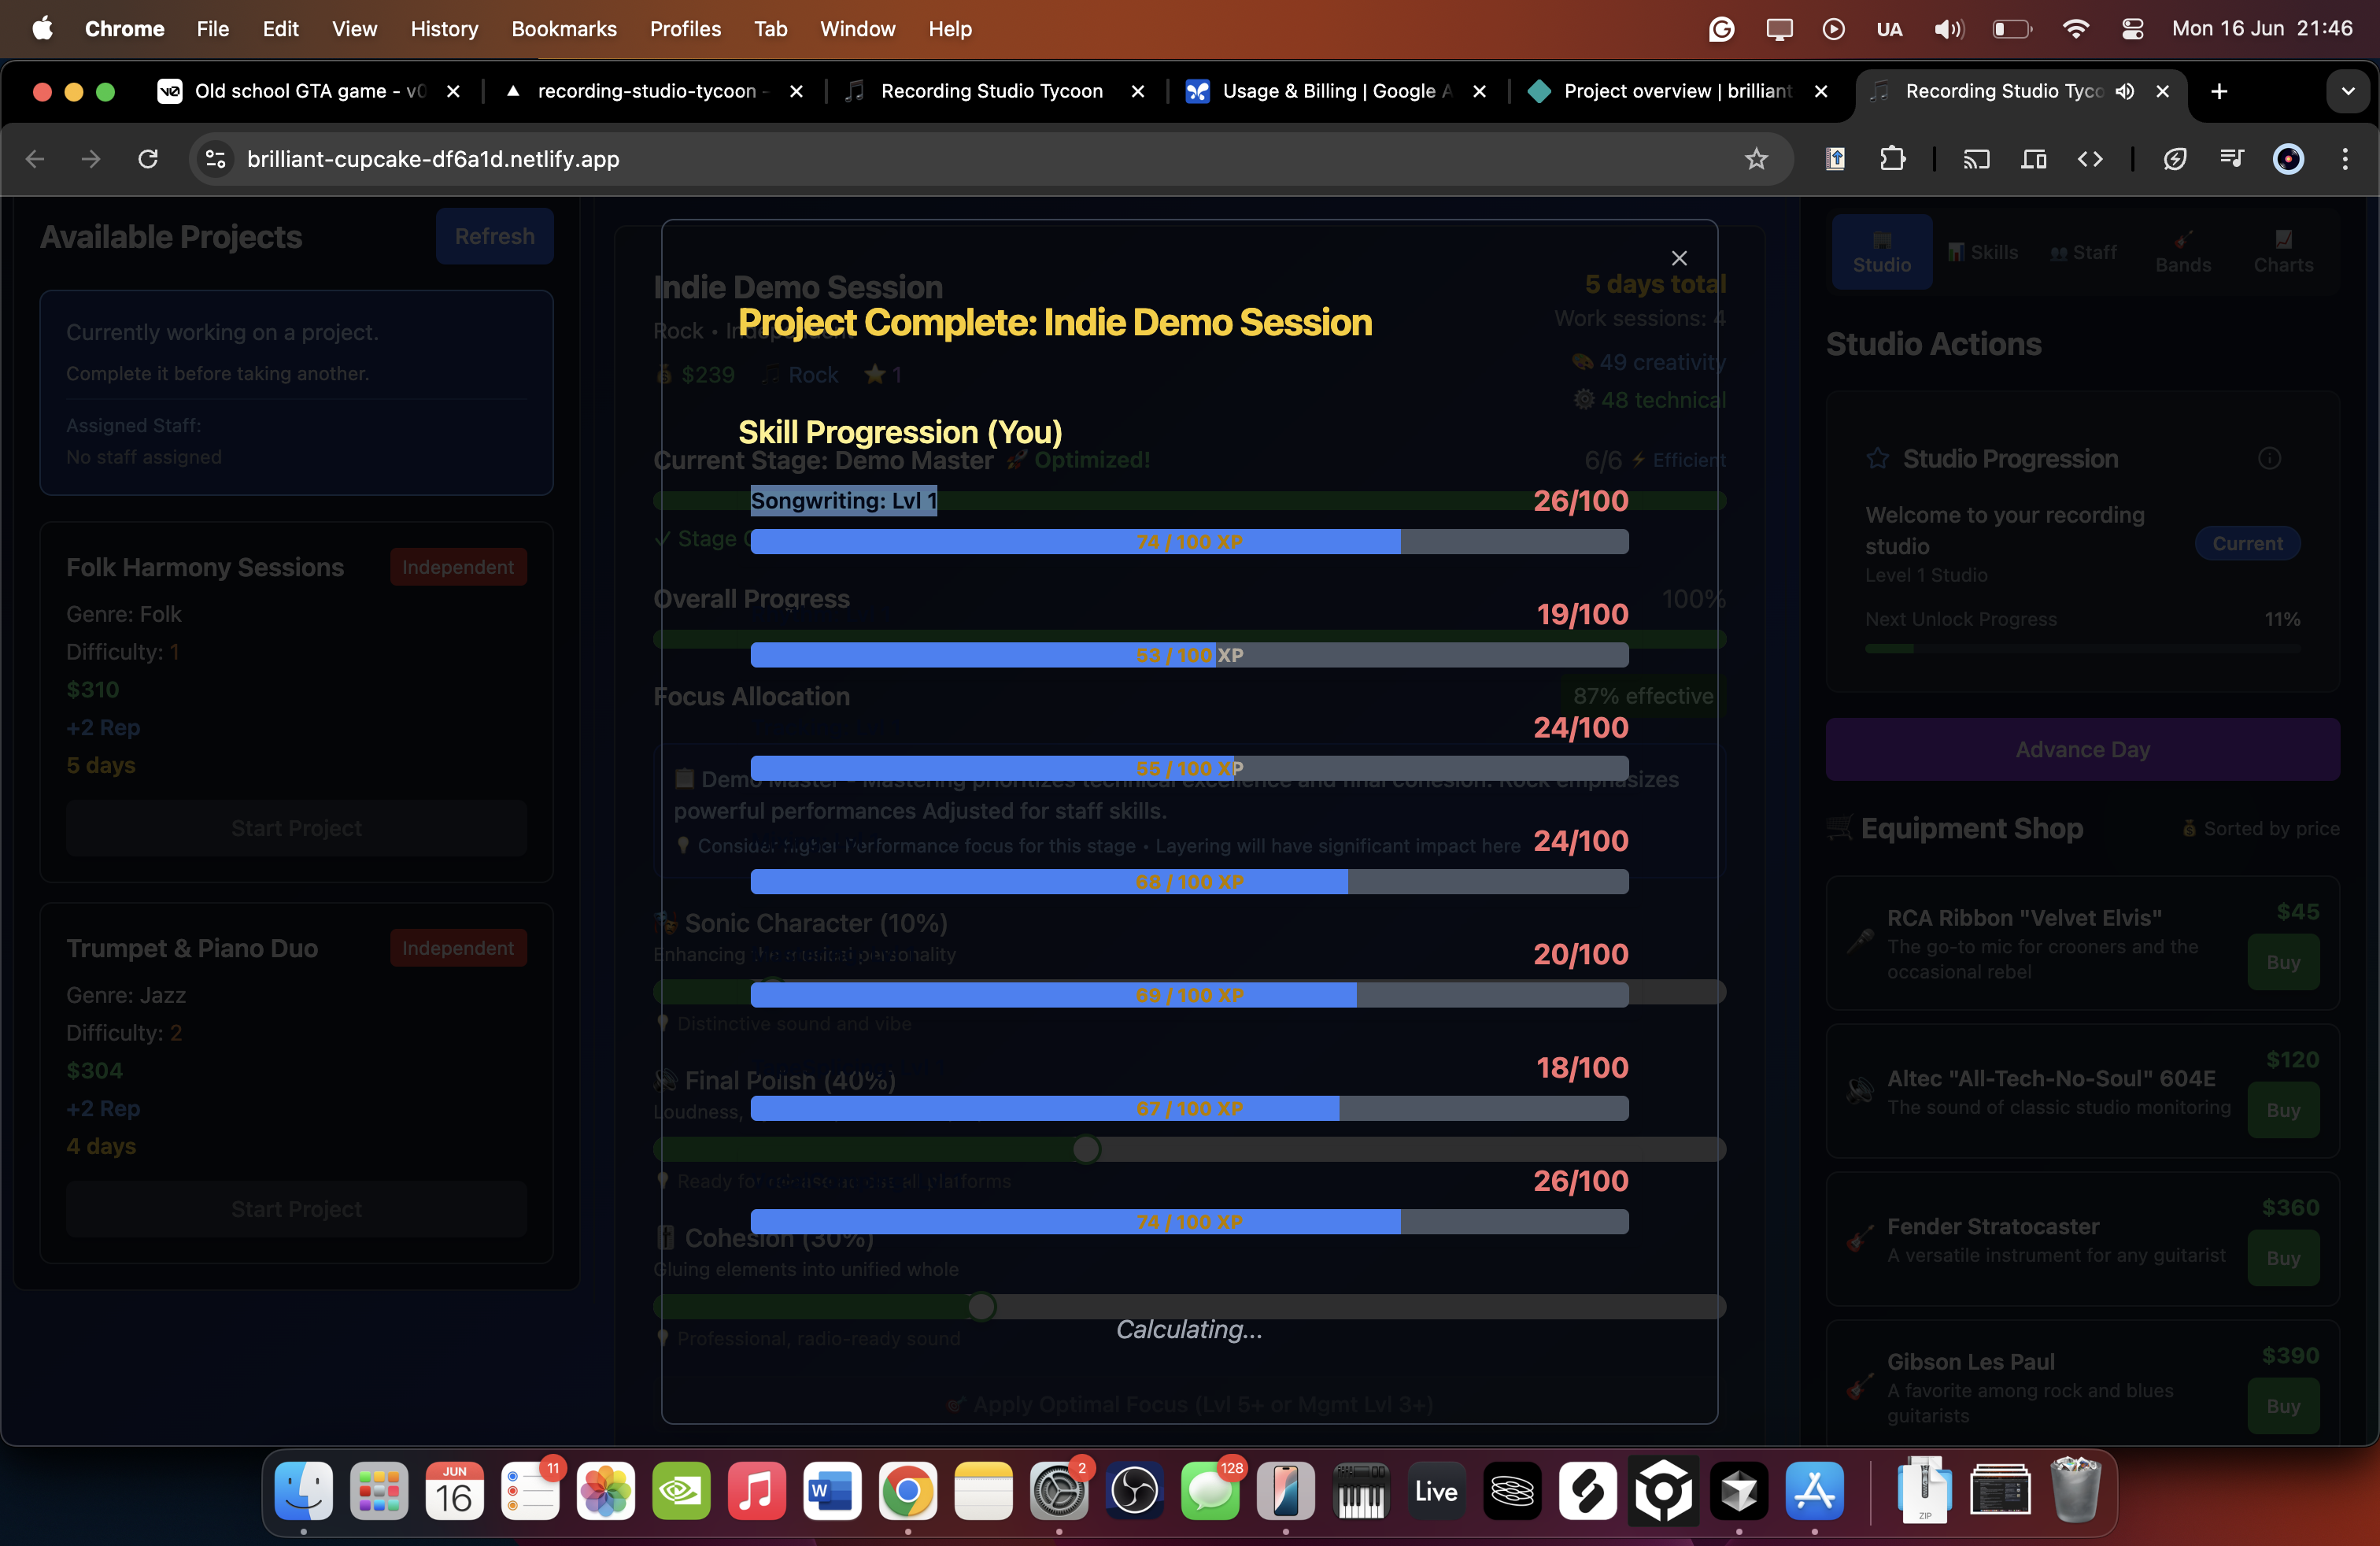 Chrome File Edit View History Bookmarks Profiles Tab Window Help
UA Mon 16 Jun 21:46
Old school GTA game - v0
recording-studio-tycoon -
Recording Studio Tycoon
Usage & Billing | Google A
Project overview | brilliant
Recording Studio Tyco
brilliant-cupcake-df6a1d.netlify.app
Available Projects
Refresh
Currently working on a project.
Complete it before taking another.
Assigned Staff:
No staff assigned
Folk Harmony Sessions
Independent
Genre: Folk
Difficulty: 1
$310
+2 Rep
5 days
Start Project
Trumpet & Piano Duo
Independent
Genre: Jazz
Difficulty: 2
$304
+2 Rep
4 days
Start Project
Indie Demo Session
5 days total
Rock •
Work sessions: 4
$239
Rock
1
49 creativity
48 technical
Project Complete: Indie Demo Session
Skill Progression (You)
Current Stage: Demo Master
Optimized!
6/6
Efficient
Songwriting: Lvl 1
26/100
74 / 100 XP
Stage
Overall Progress
100%
19/100
53 / 100 XP
Focus Allocation
87% effective
24/100
55 / 100 XP
Demo Master - Mastering prioritizes technical excellence and final cohesion. Rock emphasizes
powerful performances Adjusted for staff skills.
Consider higher Performance focus for this stage • Layering will have significant impact here
24/100
68 / 100 XP
Sonic Character (10%)
Enhancing
personality
20/100
69 / 100 XP
Distinctive sound and vibe
Final Polish (40%)
Loudness,
18/100
67 / 100 XP
Ready for release across all platforms
26/100
74 / 100 XP
Cohesion (30%)
Gluing elements into unified whole
Professional, radio-ready sound
Calculating...
Apply Optimal Focus (Lvl 5+ or Mgmt Lvl 3+)
Studio
Skills
Staff
Bands
Charts
Studio Actions
Studio Progression
Welcome to your recording
studio
Current
Level 1 Studio
Next Unlock Progress
11%
Advance Day
Equipment Shop
Sorted by price
RCA Ribbon "Velvet Elvis"
$45
The go-to mic for crooners and the
occasional rebel
Buy
Altec "All-Tech-No-Soul" 604E
$120
The sound of classic studio monitoring
Buy
Fender Stratocaster
$360
A versatile instrument for any guitarist
Buy
Gibson Les Paul
$390
A favorite among rock and blues
guitarists
Buy
JUN
16
11
W
2
128
Live
ZIP